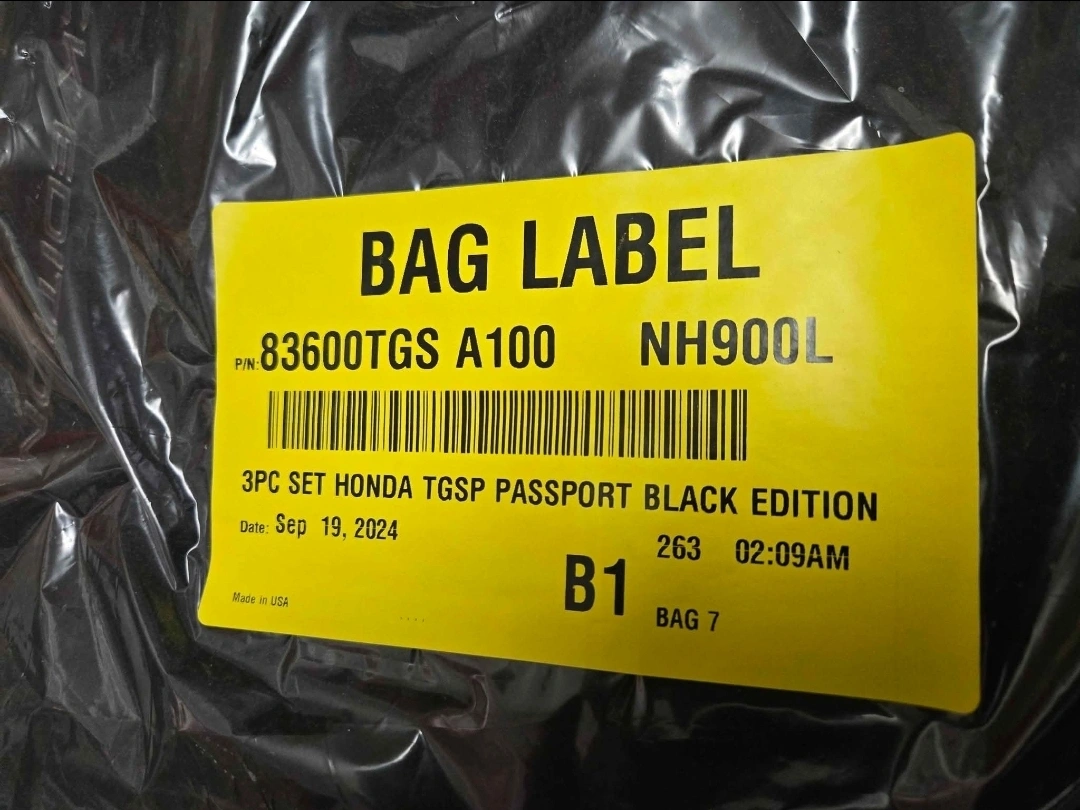 BAG LABEL
P/N: 83600TGS A100 NH900L
3PC SET HONDA TGSP PASSPORT BLACK EDITION
Date: Sep 19, 2024
263 02:09AM
B1
BAG 7
Made in USA